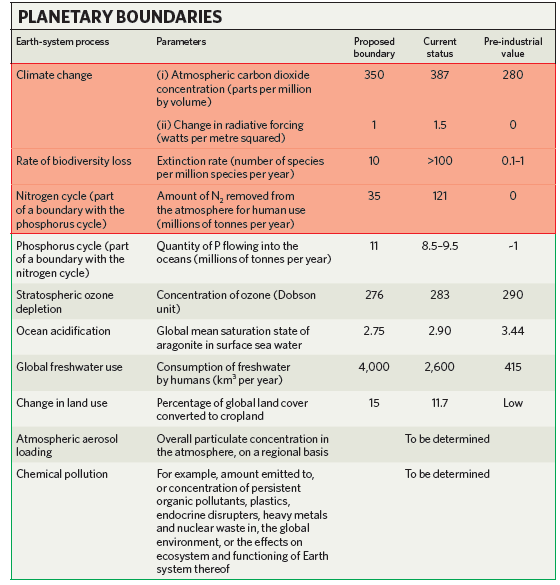 PLANETARY BOUNDARIES
Earth-system process Parameters Proposed boundary Current status Pre-industrial value
Climate change (i) Atmospheric carbon dioxide 350 387 280
concentration (parts per million
by volume)
(ii) Change in radiative forcing 1 1.5 0
(watts per metre squared)
Rate of biodiversity loss Extinction rate (number of species 10 >100 0.1–1
per million species per year)
Nitrogen cycle (part Amount of N₂ removed from 35 121 0
of a boundary with the the atmosphere for human use
phosphorus cycle) (millions of tonnes per year)
Phosphorus cycle (part Quantity of P flowing into the 11 8.5–9.5 ~1
of a boundary with the oceans (millions of tonnes per year)
nitrogen cycle)
Stratospheric ozone Concentration of ozone (Dobson 276 283 290
depletion unit)
Ocean acidification Global mean saturation state of 2.75 2.90 3.44
aragonite in surface sea water
Global freshwater use Consumption of freshwater 4,000 2,600 415
by humans (km³ per year)
Change in land use Percentage of global land cover 15 11.7 Low
converted to cropland
Atmospheric aerosol Overall particulate concentration in To be determined
loading the atmosphere, on a regional basis
Chemical pollution For example, amount emitted to, To be determined
or concentration of persistent
organic pollutants, plastics,
endocrine disrupters, heavy metals
and nuclear waste in, the global
environment, or the effects on
ecosystem and functioning of Earth
system thereof